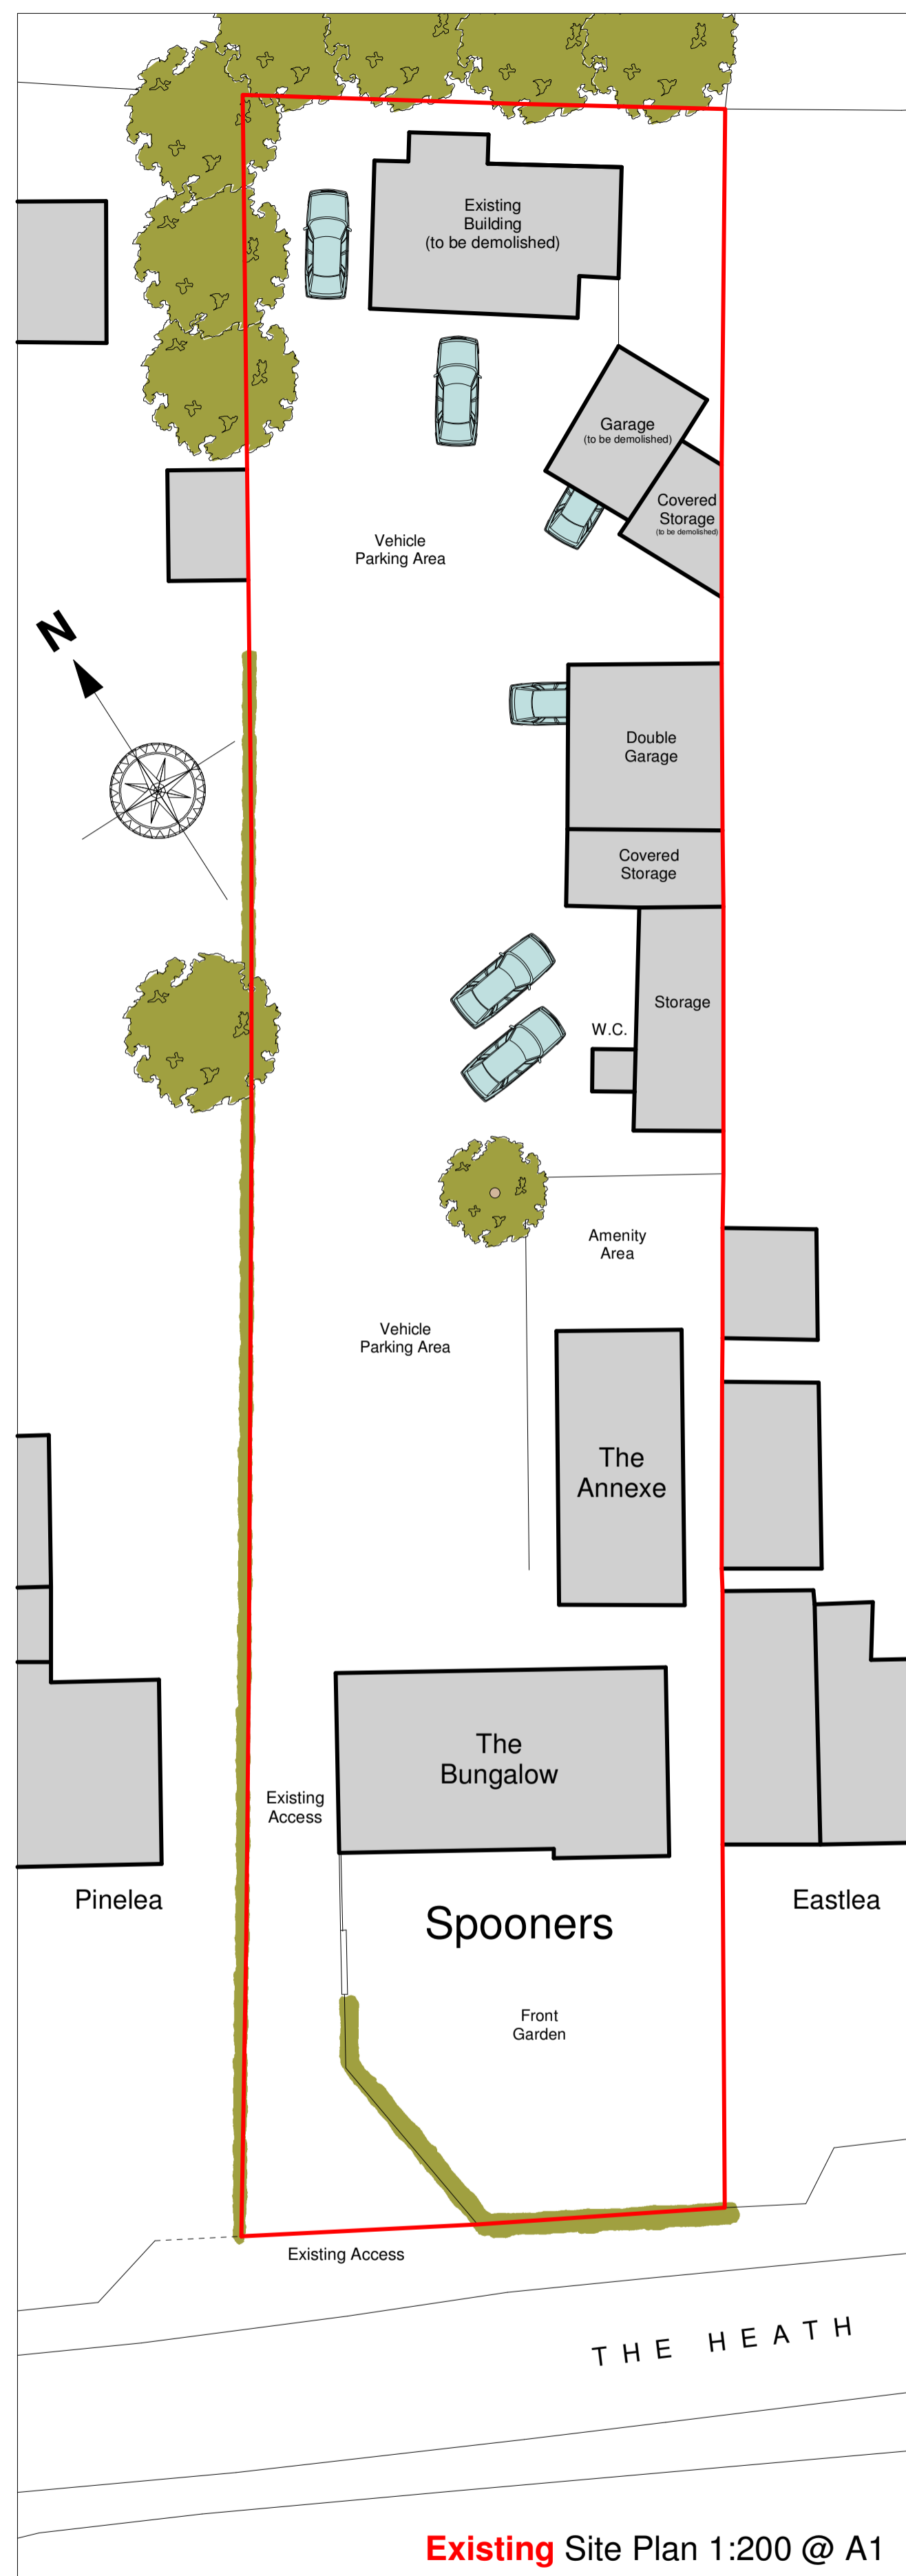 Existing
Building
(to be demolished)
Garage
(to be demolished)
Covered
Storage
(to be demolished)
Vehicle
Parking Area
N
Double
Garage
Covered
Storage
Storage
W.C.
Amenity
Area
Vehicle
Parking Area
The
Annexe
The
Bungalow
Existing
Access
Pinelea
Spooners
Eastlea
Front
Garden
Existing Access
THE HEATH
Existing Site Plan 1:200 @ A1